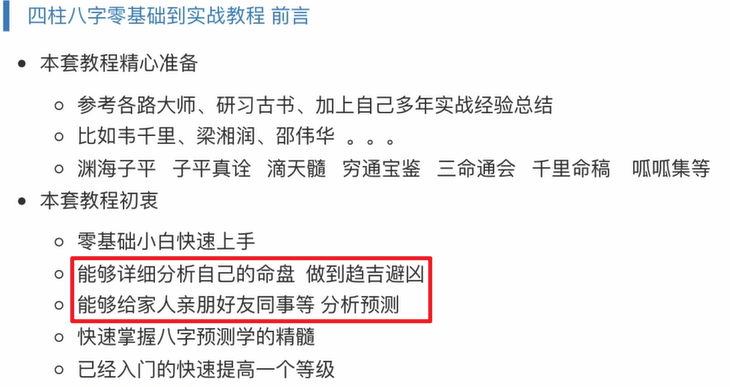 四柱八字零基础到实战教程 前言
本套教程精心准备
参考各路大师、研习古书、加上自己多年实战经验总结
比如韦千里、梁湘润、邵伟华 。。。
渊海子平 子平真诠 滴天髓 穷通宝鉴 三命通会 千里命稿 呱呱集等
本套教程初衷
零基础小白快速上手
能够详细分析自己的命盘 做到趋吉避凶
能够给家人亲朋好友同事等 分析预测
快速掌握八字预测学的精髓
已经入门的快速提高一个等级